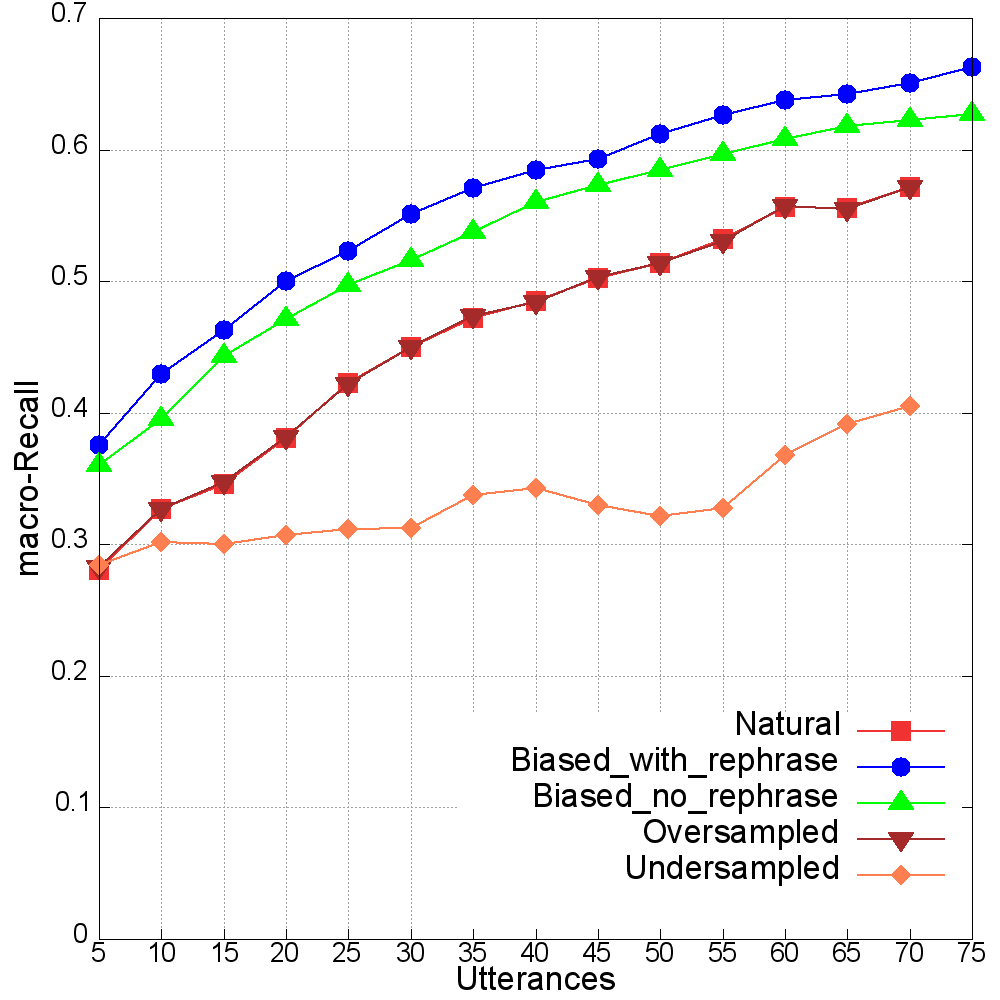 0.7
0.6
0.5
0.4
0.3
0.2
0.1
0
macro-Recall
Natural
Biased_with_rephrase
Biased_no_rephrase
Oversampled
Undersampled
5 10 15 20 25 30 35 40 45 50 55 60 65 70 75
Utterances